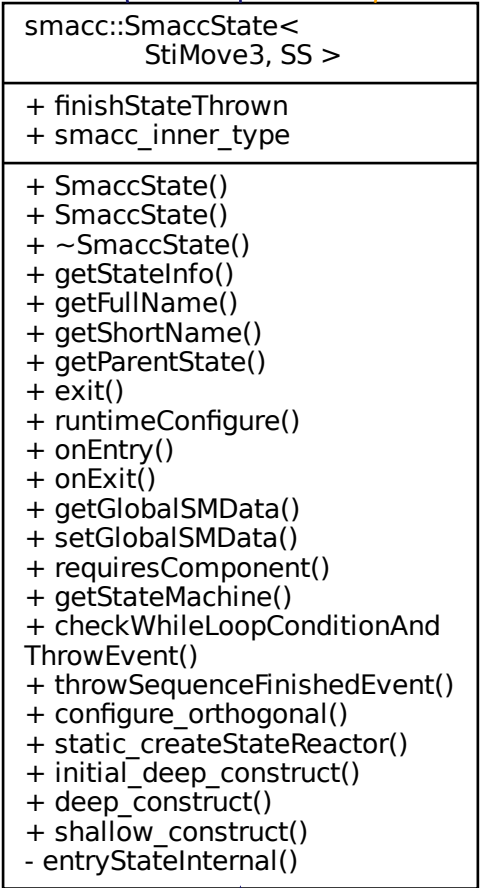 smacc::SmaccState<
StiMove3, SS >
+ finishStateThrown
+ smacc_inner_type
+ SmaccState()
+ SmaccState()
+ ~SmaccState()
+ getStateInfo()
+ getFullName()
+ getShortName()
+ getParentState()
+ exit()
+ runtimeConfigure()
+ onEntry()
+ onExit()
+ getGlobalSMData()
+ setGlobalSMData()
+ requiresComponent()
+ getStateMachine()
+ checkWhileLoopConditionAnd
ThrowEvent()
+ throwSequenceFinishedEvent()
+ configure_orthogonal()
+ static_createStateReactor()
+ initial_deep_construct()
+ deep_construct()
+ shallow_construct()
- entryStateInternal()